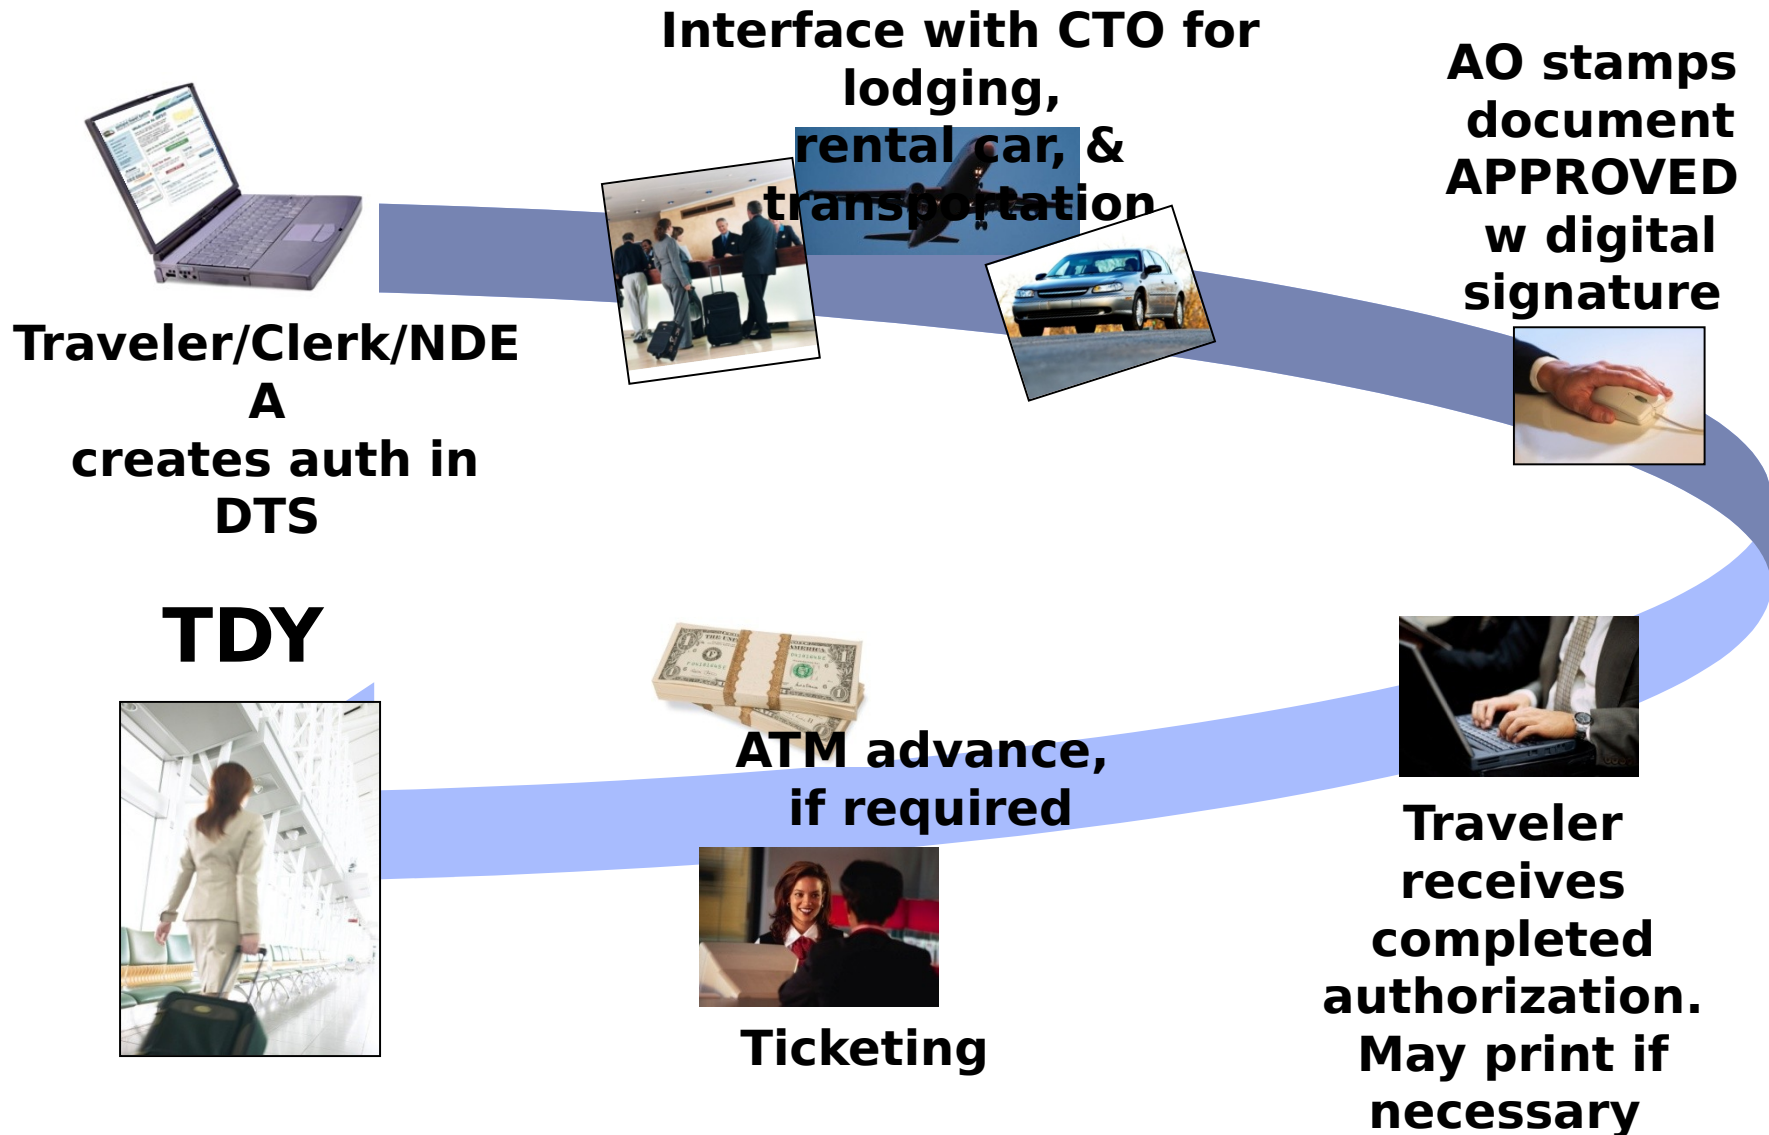 Interface with CTO for
lodging,
rental car, &
transportation
AO stamps
document
APPROVED
w digital
signature
Traveler/Clerk/NDE
A
creates auth in
DTS
TDY
ATM advance,
if required
Ticketing
Traveler
receives
completed
authorization.
May print if
necessary